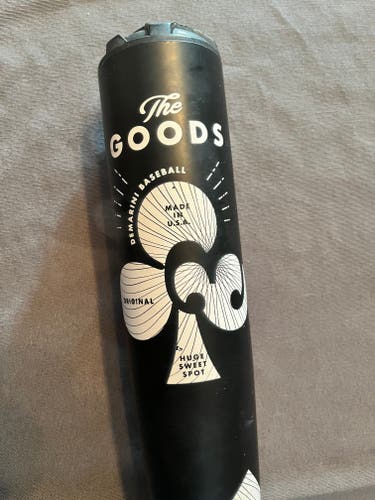 The
GOODS
DEMARINI BASEBALL
MADE
IN
U.S.A.
ORIGINAL
HUGE
SWEET
SPOT